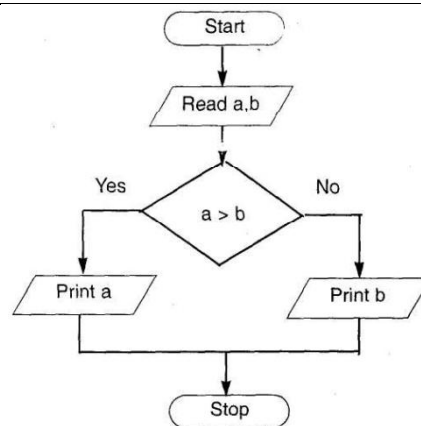 Start
Read a,b
Yes
No
a > b
Print a
Print b
Stop